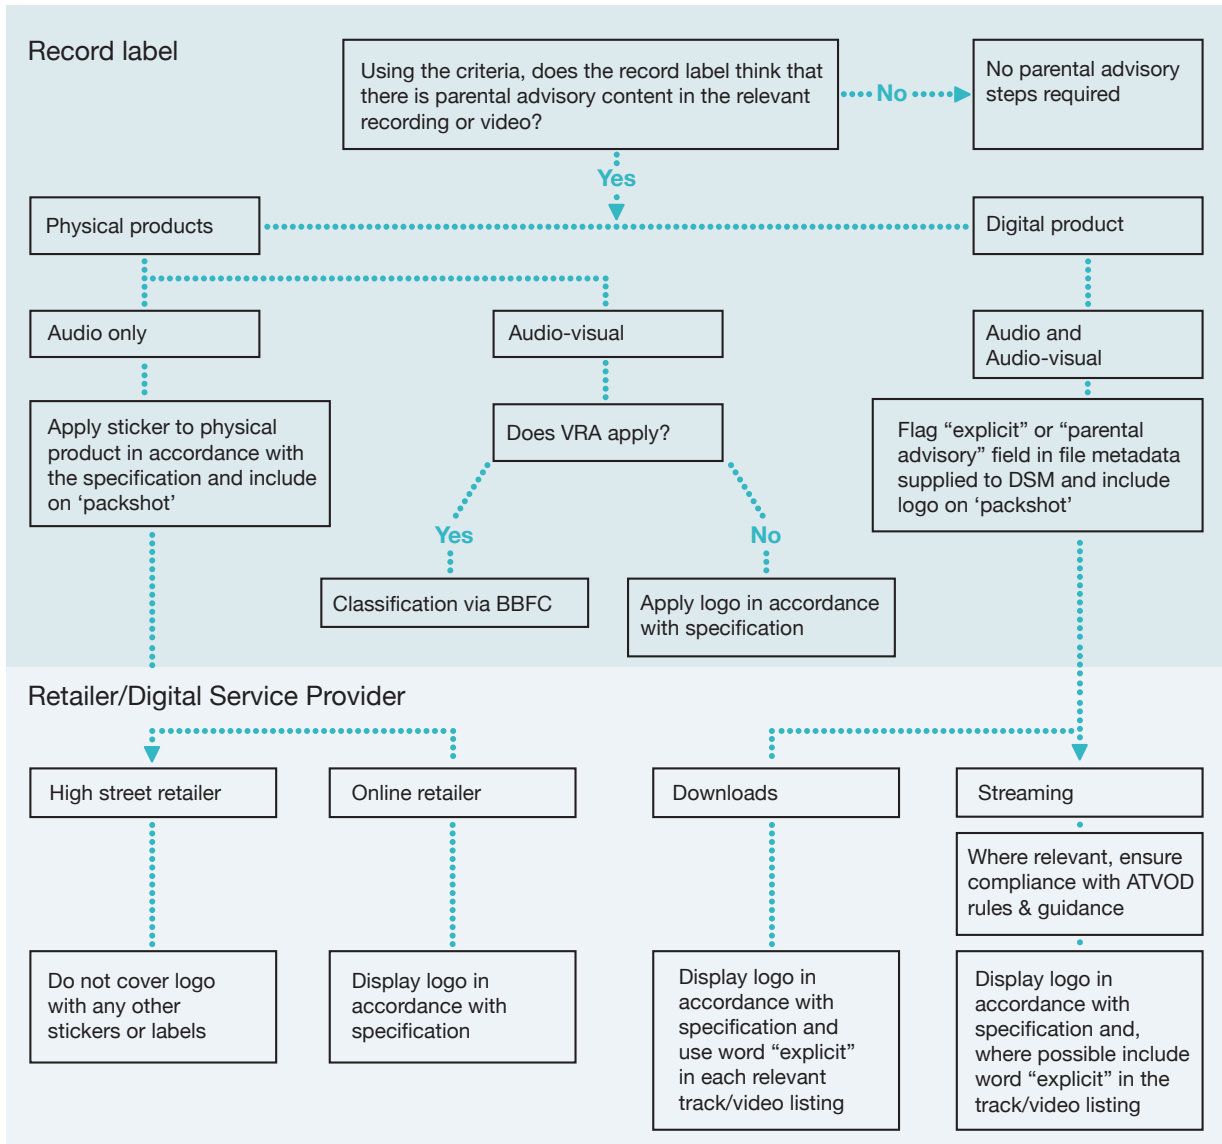 Record label
Using the criteria, does the record label think that
there is parental advisory content in the relevant
recording or video?
No
No parental advisory
steps required
Yes
Physical products
Digital product
Audio only
Audio-visual
Audio and
Audio-visual
Apply sticker to physical
product in accordance with
the specification and include
on ‘packshot’
Does VRA apply?
Flag “explicit” or “parental
advisory” field in file metadata
supplied to DSM and include
logo on ‘packshot’
Yes
No
Classification via BBFC
Apply logo in accordance
with specification
Retailer/Digital Service Provider
High street retailer
Online retailer
Downloads
Streaming
Where relevant, ensure
compliance with ATVOD
rules & guidance
Do not cover logo
with any other
stickers or labels
Display logo in
accordance with
specification
Display logo in
accordance with
specification and
use word “explicit”
in each relevant
track/video listing
Display logo in
accordance with
specification and,
where possible include
word “explicit” in the
track/video listing